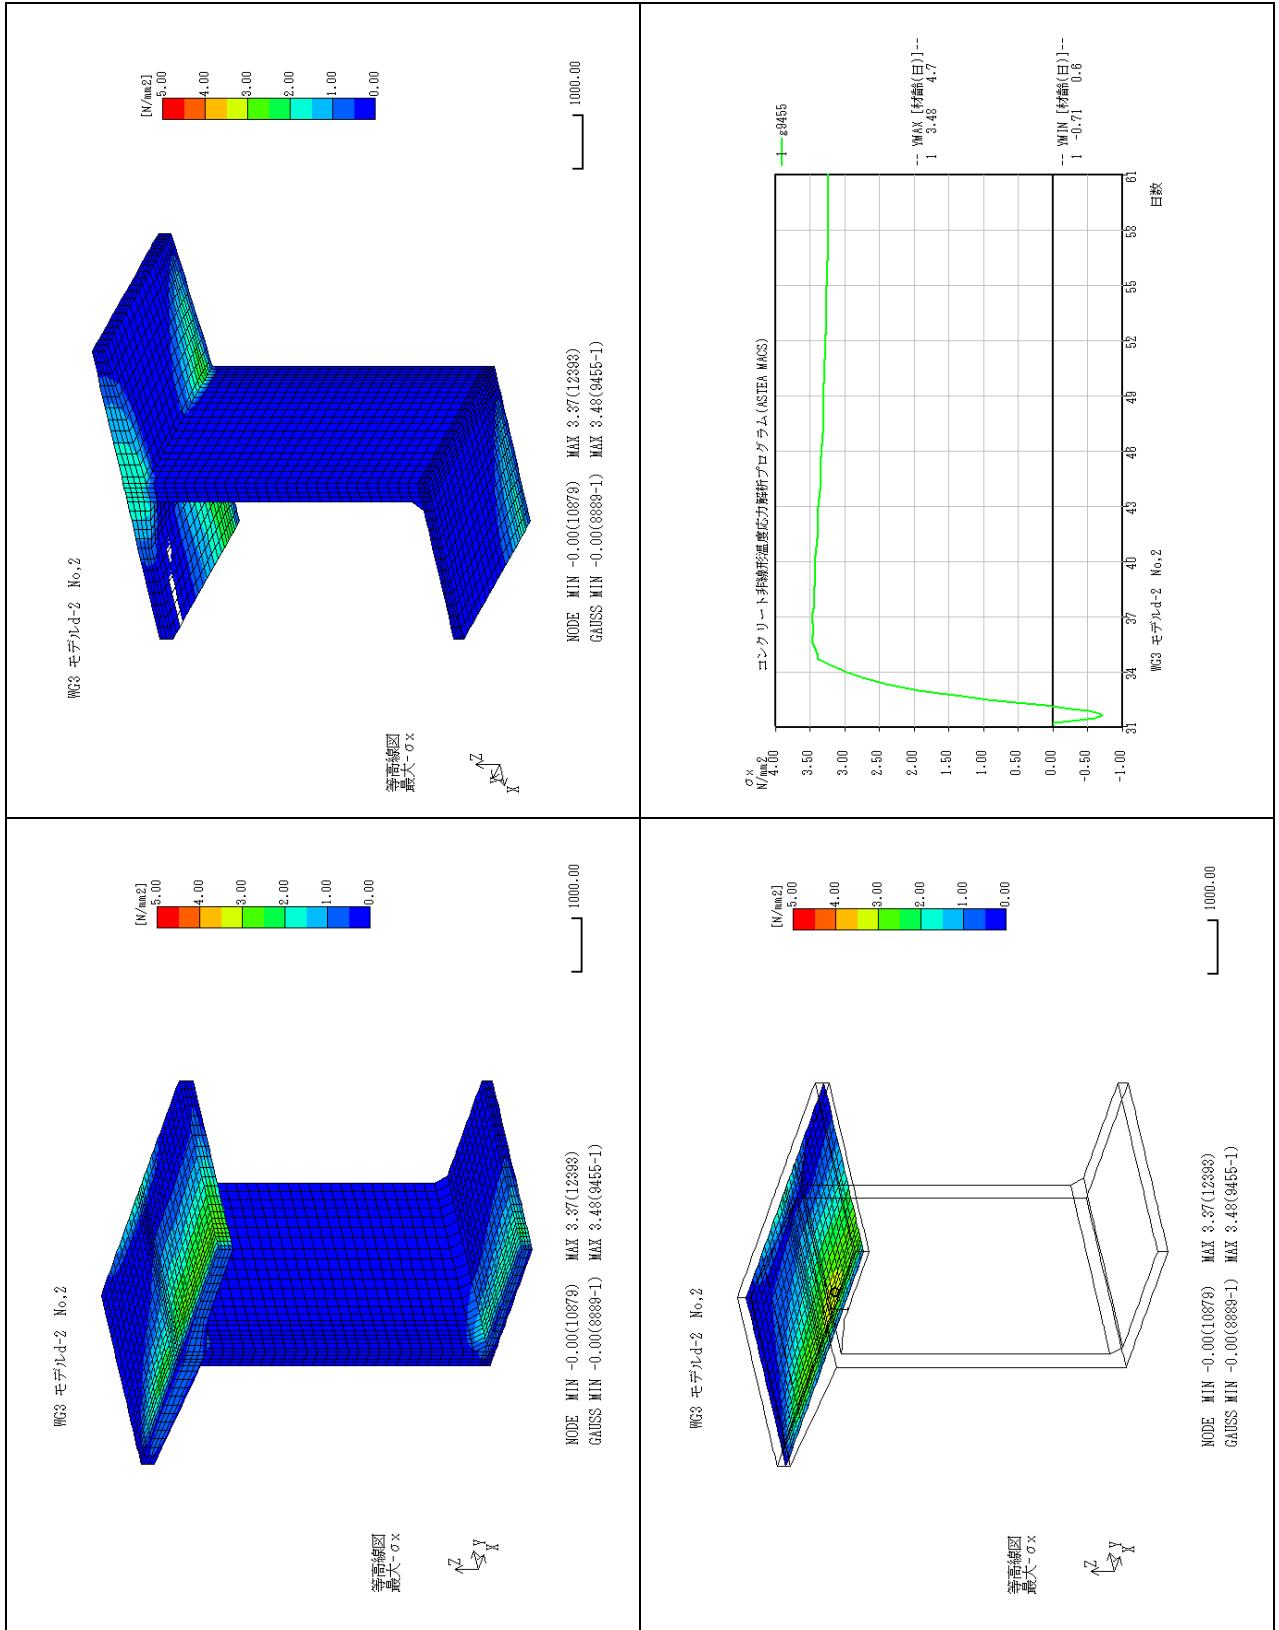 WG3 モデルd-2 No,2
[N/mm2]
5.00
4.00
3.00
2.00
1.00
0.00
1000.00
等高線図
最大-σx
Z
Y
X
NODE MIN -0.00(10879) MAX 3.37(12393)
GAUSS MIN -0.00(8889-1) MAX 3.48(9455-1)
コンクリート非線形温度応力解析プログラム(ASTEA MACS)
σx
N/mm2
4.00
3.50
3.00
2.50
2.00
1.50
1.00
0.50
0.00
-0.50
-1.00
31
34
37
40
43
46
49
52
55
58
61
日数
1 g9455
-- YMAX [材齢(日)]--
1 3.48 4.7
-- YMIN [材齢(日)]--
1 -0.71 0.6
WG3 モデルd-2 No,2
WG3 モデルd-2 No,2
[N/mm2]
5.00
4.00
3.00
2.00
1.00
0.00
1000.00
等高線図
最大-σx
Z
Y
X
NODE MIN -0.00(10879) MAX 3.37(12393)
GAUSS MIN -0.00(8889-1) MAX 3.48(9455-1)
WG3 モデルd-2 No,2
[N/mm2]
5.00
4.00
3.00
2.00
1.00
0.00
1000.00
等高線図
最大-σx
Z
Y
X
NODE MIN -0.00(10879) MAX 3.37(12393)
GAUSS MIN -0.00(8889-1) MAX 3.48(9455-1)